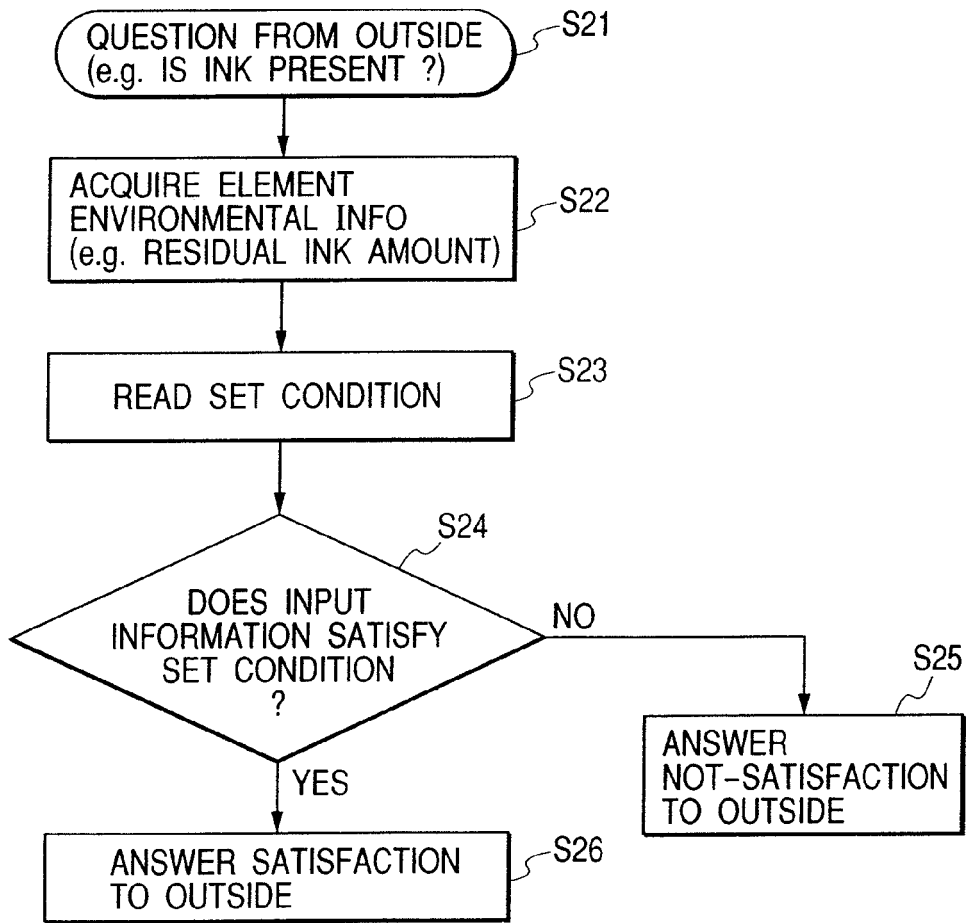 QUESTION FROM OUTSIDE
(e.g. IS INK PRESENT ?)
S21
ACQUIRE ELEMENT
ENVIRONMENTAL INFO
(e.g. RESIDUAL INK AMOUNT)
S22
READ SET CONDITION
S23
S24
DOES INPUT
INFORMATION SATISFY
SET CONDITION
?
NO
YES
S25
ANSWER
NOT-SATISFACTION
TO OUTSIDE
ANSWER SATISFACTION
TO OUTSIDE
S26